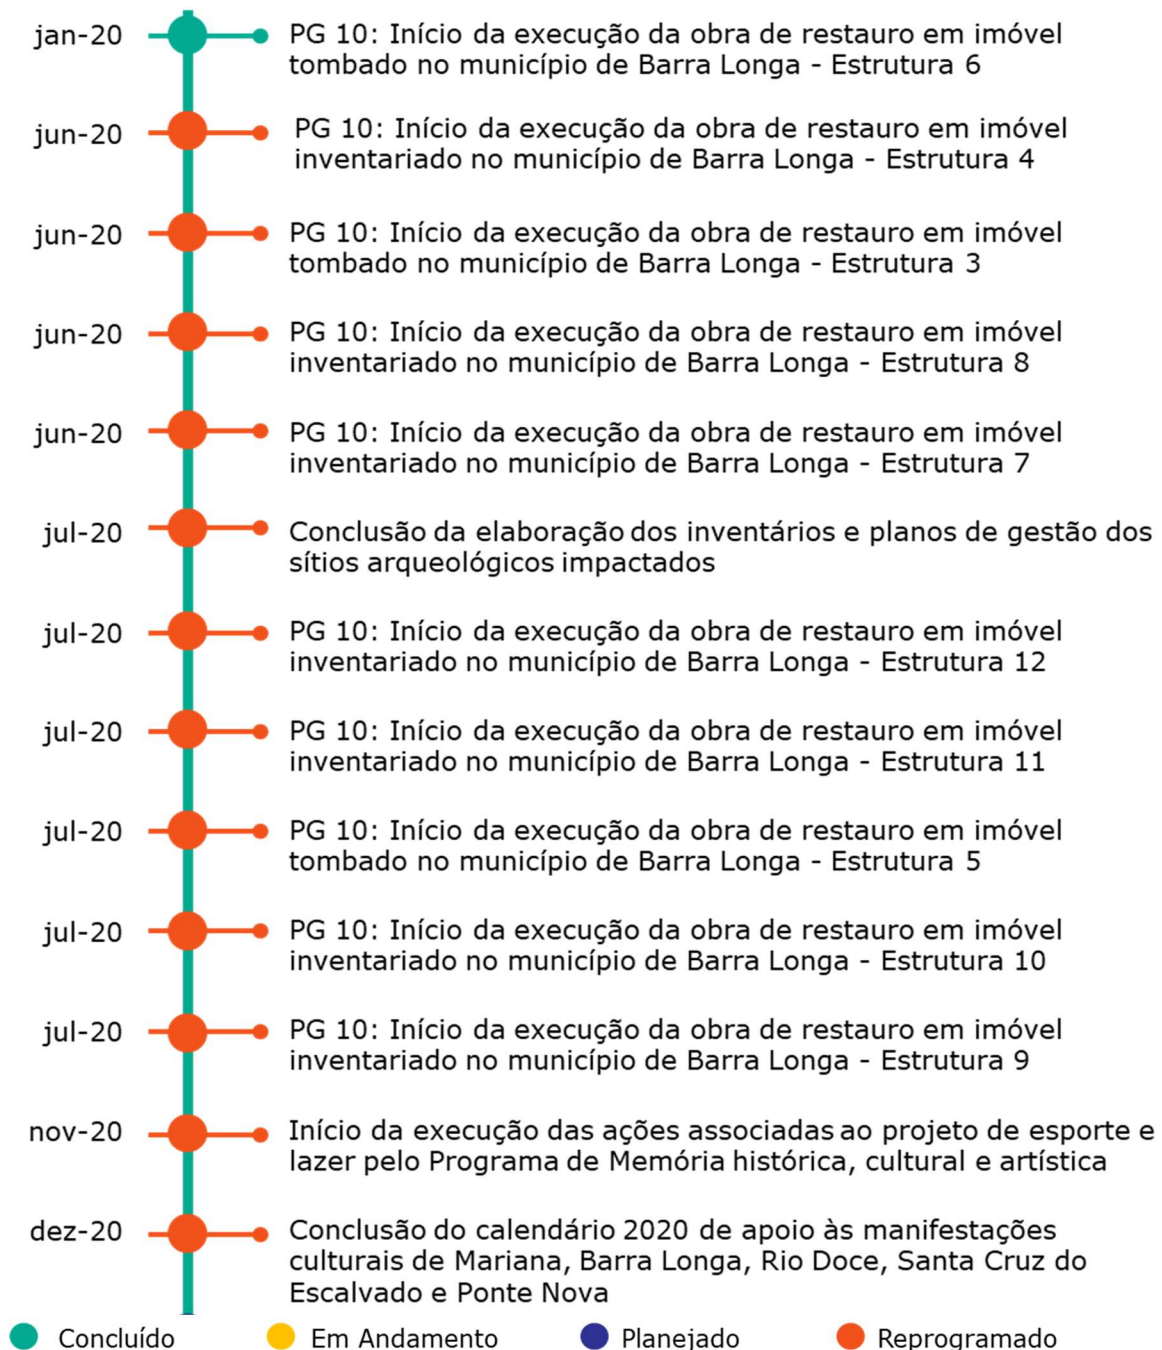 jan-20
PG 10: Início da execução da obra de restauro em imóvel
tombado no município de Barra Longa - Estrutura 6
jun-20
PG 10: Início da execução da obra de restauro em imóvel
inventariado no município de Barra Longa - Estrutura 4
jun-20
PG 10: Início da execução da obra de restauro em imóvel
tombado no município de Barra Longa - Estrutura 3
jun-20
PG 10: Início da execução da obra de restauro em imóvel
inventariado no município de Barra Longa - Estrutura 8
jun-20
PG 10: Início da execução da obra de restauro em imóvel
inventariado no município de Barra Longa - Estrutura 7
jul-20
Conclusão da elaboração dos inventários e planos de gestão dos
sítios arqueológicos impactados
jul-20
PG 10: Início da execução da obra de restauro em imóvel
inventariado no município de Barra Longa - Estrutura 12
jul-20
PG 10: Início da execução da obra de restauro em imóvel
inventariado no município de Barra Longa - Estrutura 11
jul-20
PG 10: Início da execução da obra de restauro em imóvel
tombado no município de Barra Longa - Estrutura 5
jul-20
PG 10: Início da execução da obra de restauro em imóvel
inventariado no município de Barra Longa - Estrutura 10
jul-20
PG 10: Início da execução da obra de restauro em imóvel
inventariado no município de Barra Longa - Estrutura 9
nov-20
Início da execução das ações associadas ao projeto de esporte e
lazer pelo Programa de Memória histórica, cultural e artística
dez-20
Conclusão do calendário 2020 de apoio às manifestações
culturais de Mariana, Barra Longa, Rio Doce, Santa Cruz do
Escalvado e Ponte Nova
Concluído
Em Andamento
Planejado
Reprogramado